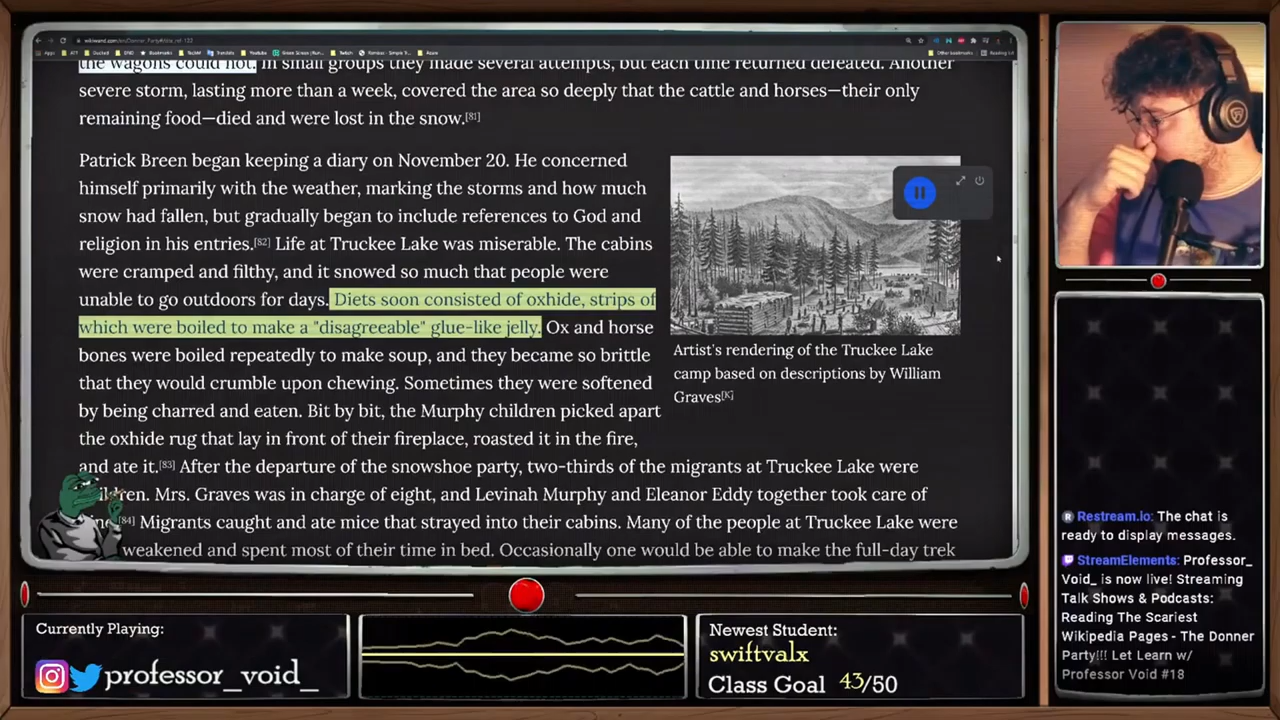 the wagons could not. In small groups they made several attempts, but each time returned defeated. Another
severe storm, lasting more than a week, covered the area so deeply that the cattle and horses—their only
remaining food—died and were lost in the snow.[81]
Patrick Breen began keeping a diary on November 20. He concerned
himself primarily with the weather, marking the storms and how much
snow had fallen, but gradually began to include references to God and
religion in his entries.[82] Life at Truckee Lake was miserable. The cabins
were cramped and filthy, and it snowed so much that people were
unable to go outdoors for days. Diets soon consisted of oxhide, strips of
which were boiled to make a "disagreeable" glue-like jelly. Ox and horse
bones were boiled repeatedly to make soup, and they became so brittle
that they would crumble upon chewing. Sometimes they were softened
by being charred and eaten. Bit by bit, the Murphy children picked apart
the oxhide rug that lay in front of their fireplace, roasted it in the fire,
and ate it.[83] After the departure of the snowshoe party, two-thirds of the migrants at Truckee Lake were
Mrs. Graves was in charge of eight, and Levinah Murphy and Eleanor Eddy together took care of
[84] Migrants caught and ate mice that strayed into their cabins. Many of the people at Truckee Lake were
weakened and spent most of their time in bed. Occasionally one would be able to make the full-day trek
Artist's rendering of the Truckee Lake
camp based on descriptions by William
Graves[K]
Restream.io: The chat is
ready to display messages.
StreamElements: Professor_
Void_ is now live! Streaming
Talk Shows & Podcasts:
Reading The Scariest
Wikipedia Pages - The Donner
Party!!! Let Learn w/
Professor Void #18
Currently Playing:
professor_void_
Newest Student:
swiftvalx
Class Goal 43/50